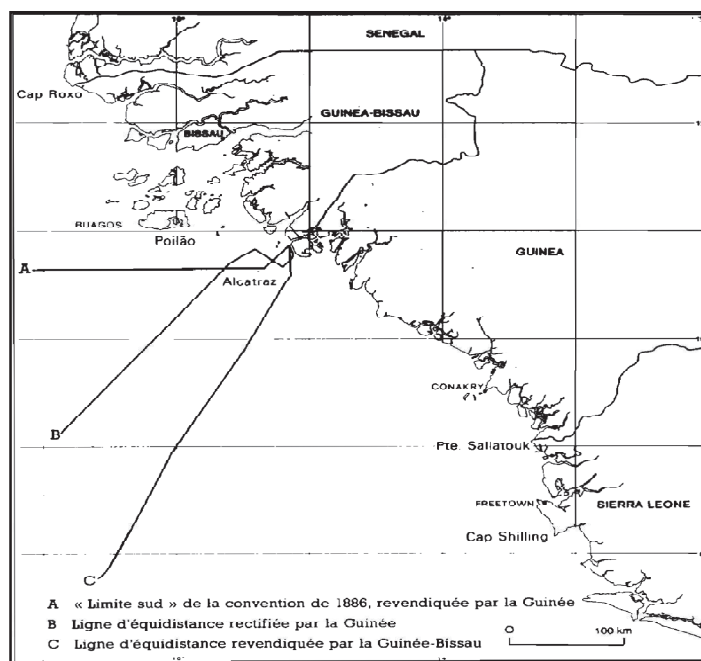 SENEGAL
Cap Roxo
GUINEA-BISSAU
BISSAU
BIJAGOS
Poilão
GUINEA
A
Alcatraz
CONAKRY
B
Pte. Sallatouk
FREETOWN
SIERRA LEONE
Cap Shilling
C
A « Limite sud » de la convention de 1886, revendiquée par la Guinée
B Ligne d'équidistance rectifiée par la Guinée
C Ligne d'équidistance revendiquée par la Guinée-Bissau
O 100 km